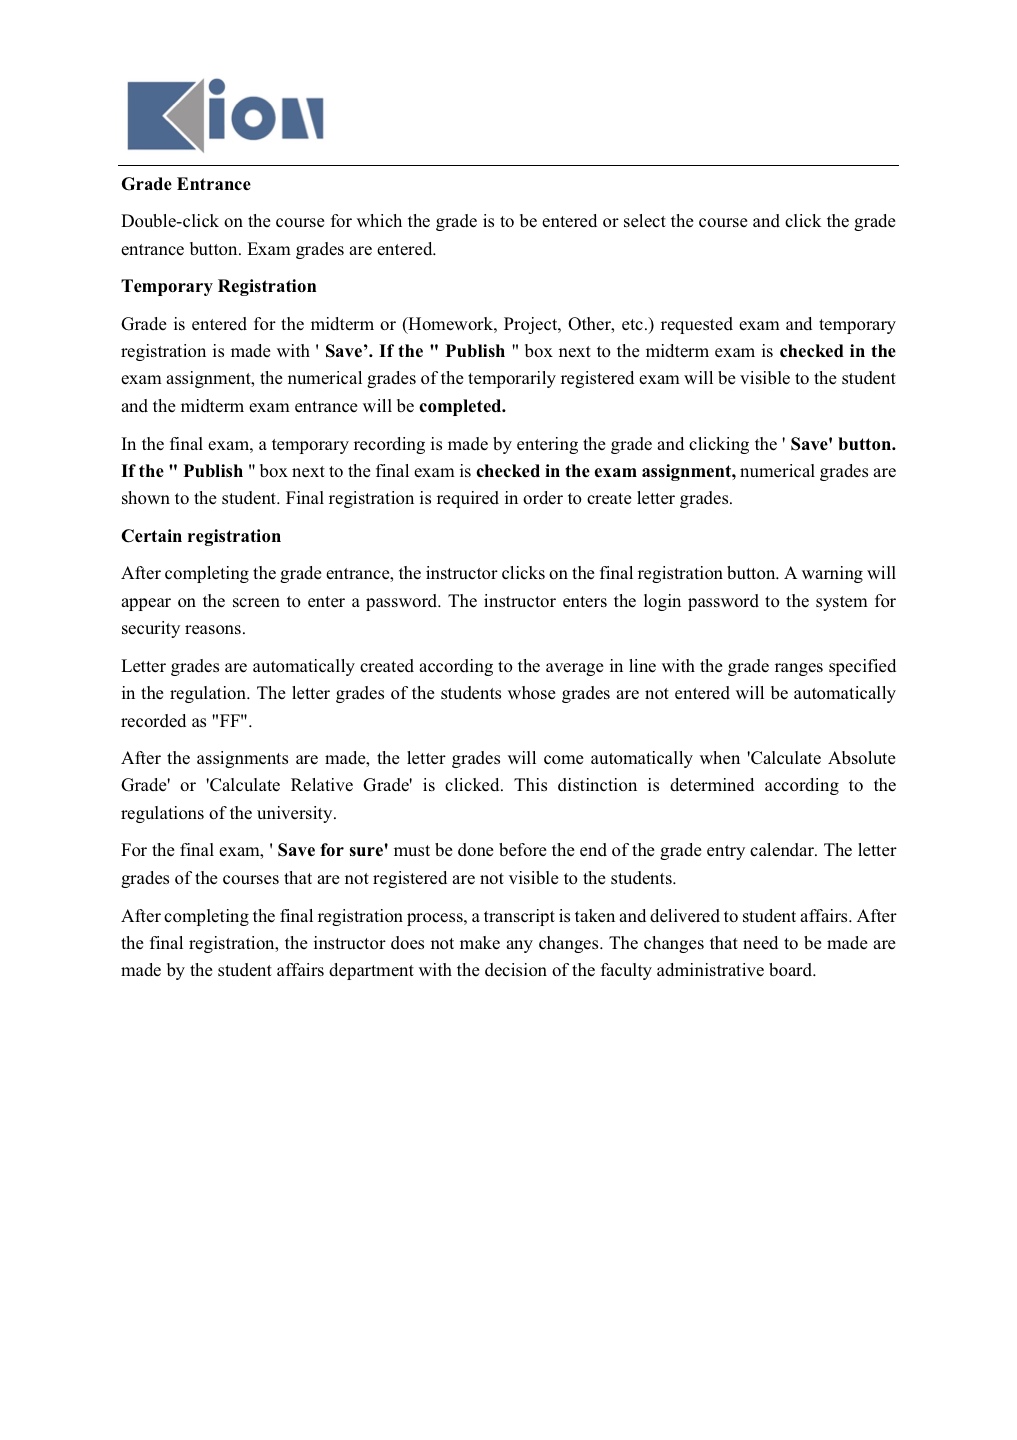 Kion
Grade Entrance
Double-click on the course for which the grade is to be entered or select the course and click the grade
entrance button. Exam grades are entered.
Temporary Registration
Grade is entered for the midterm or (Homework, Project, Other, etc.) requested exam and temporary
registration is made with ' Save’. If the " Publish " box next to the midterm exam is checked in the
exam assignment, the numerical grades of the temporarily registered exam will be visible to the student
and the midterm exam entrance will be completed.
In the final exam, a temporary recording is made by entering the grade and clicking the ' Save' button.
If the " Publish " box next to the final exam is checked in the exam assignment, numerical grades are
shown to the student. Final registration is required in order to create letter grades.
Certain registration
After completing the grade entrance, the instructor clicks on the final registration button. A warning will
appear on the screen to enter a password. The instructor enters the login password to the system for
security reasons.
Letter grades are automatically created according to the average in line with the grade ranges specified
in the regulation. The letter grades of the students whose grades are not entered will be automatically
recorded as "FF".
After the assignments are made, the letter grades will come automatically when 'Calculate Absolute
Grade' or 'Calculate Relative Grade' is clicked. This distinction is determined according to the
regulations of the university.
For the final exam, ' Save for sure' must be done before the end of the grade entry calendar. The letter
grades of the courses that are not registered are not visible to the students.
After completing the final registration process, a transcript is taken and delivered to student affairs. After
the final registration, the instructor does not make any changes. The changes that need to be made are
made by the student affairs department with the decision of the faculty administrative board.